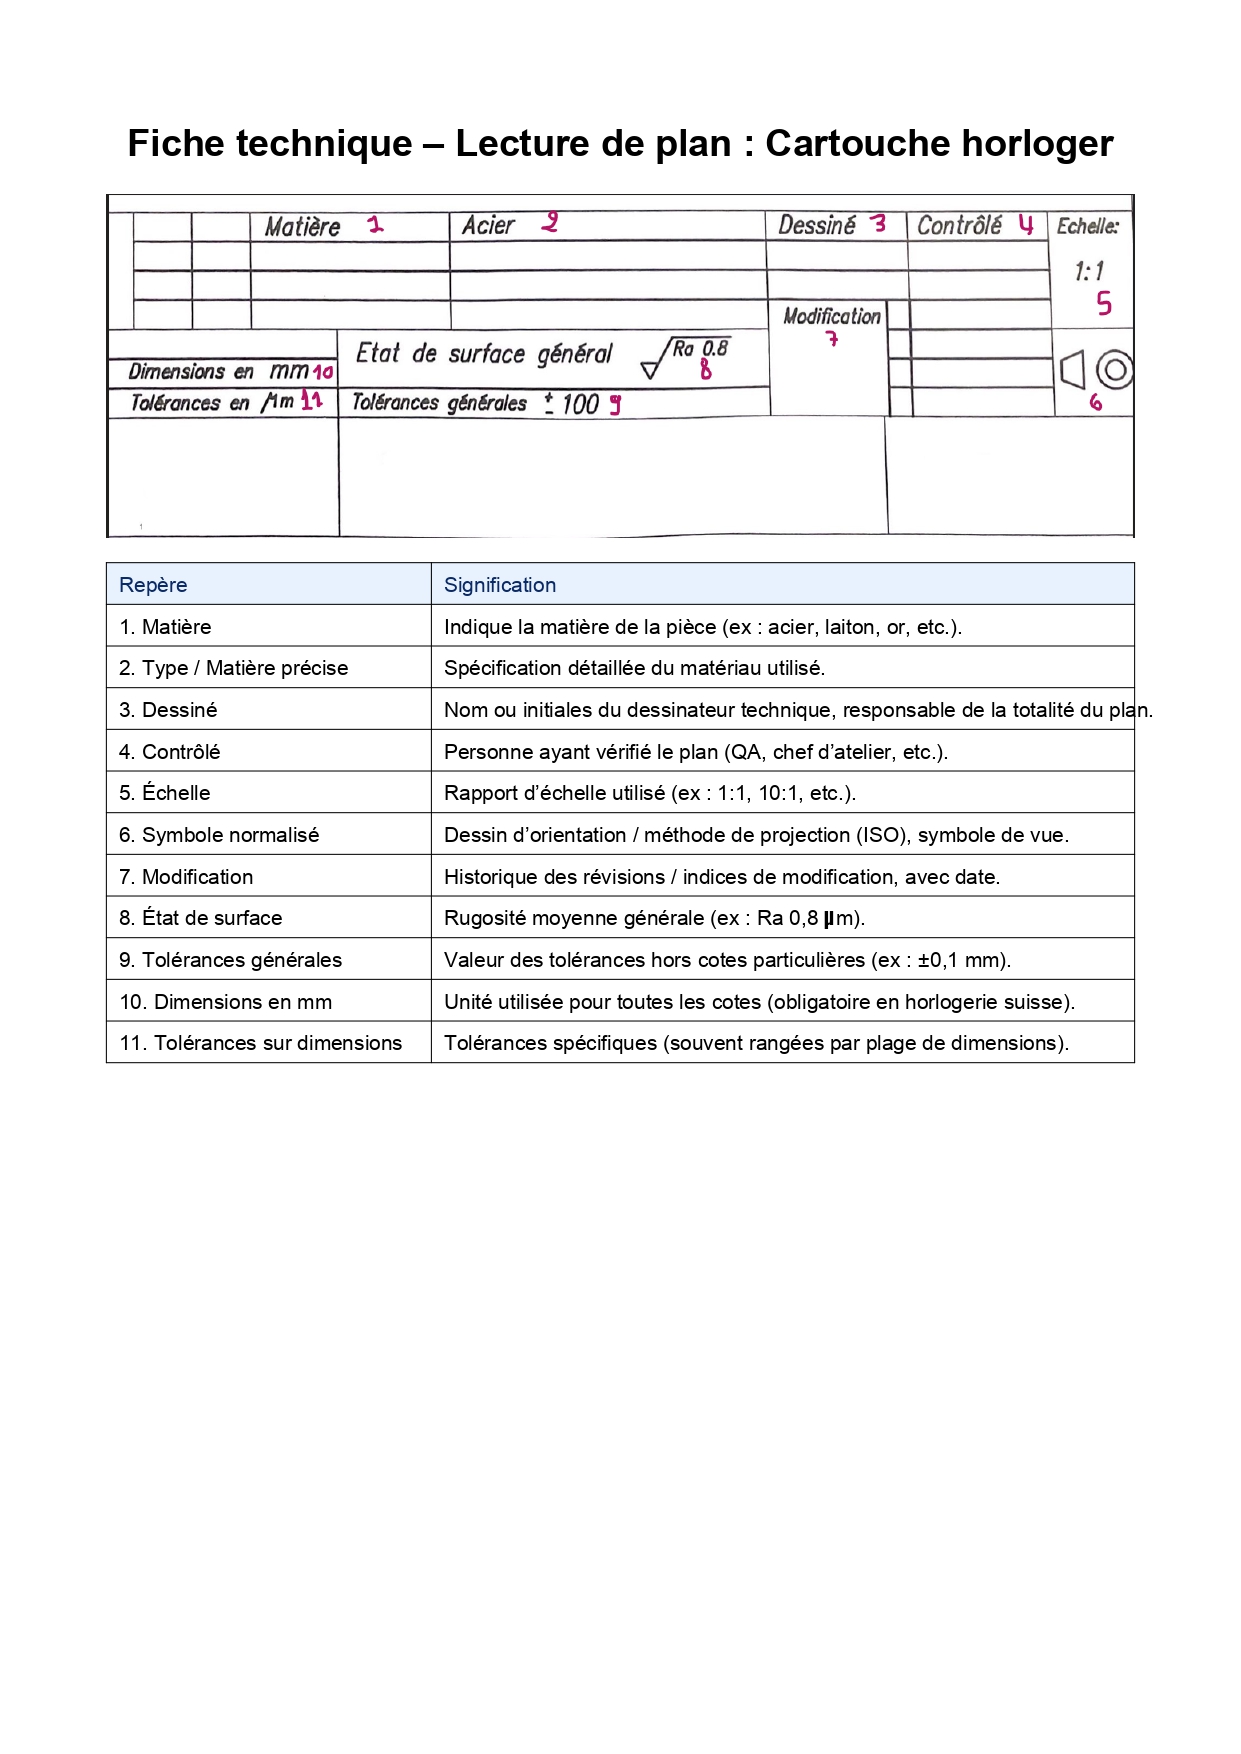 Fiche technique – Lecture de plan : Cartouche horloger
Matière 1 Acier 2 Dessiné 3 Contrôlé 4 Echelle:
1:1
5
Modification
7
Etat de surface général Ra 0.8
8
Dimensions en mm 10
6
Tolérances en μm 11 Tolérances générales ± 100 9
1
Repère Signification
1. Matière Indique la matière de la pièce (ex : acier, laiton, or, etc.).
2. Type / Matière précise Spécification détaillée du matériau utilisé.
3. Dessiné Nom ou initiales du dessinateur technique, responsable de la totalité du plan.
4. Contrôlé Personne ayant vérifié le plan (QA, chef d’atelier, etc.).
5. Échelle Rapport d’échelle utilisé (ex : 1:1, 10:1, etc.).
6. Symbole normalisé Dessin d’orientation / méthode de projection (ISO), symbole de vue.
7. Modification Historique des révisions / indices de modification, avec date.
8. État de surface Rugosité moyenne générale (ex : Ra 0,8 μm).
9. Tolérances générales Valeur des tolérances hors cotes particulières (ex : ±0,1 mm).
10. Dimensions en mm Unité utilisée pour toutes les cotes (obligatoire en horlogerie suisse).
11. Tolérances sur dimensions Tolérances spécifiques (souvent rangées par plage de dimensions).